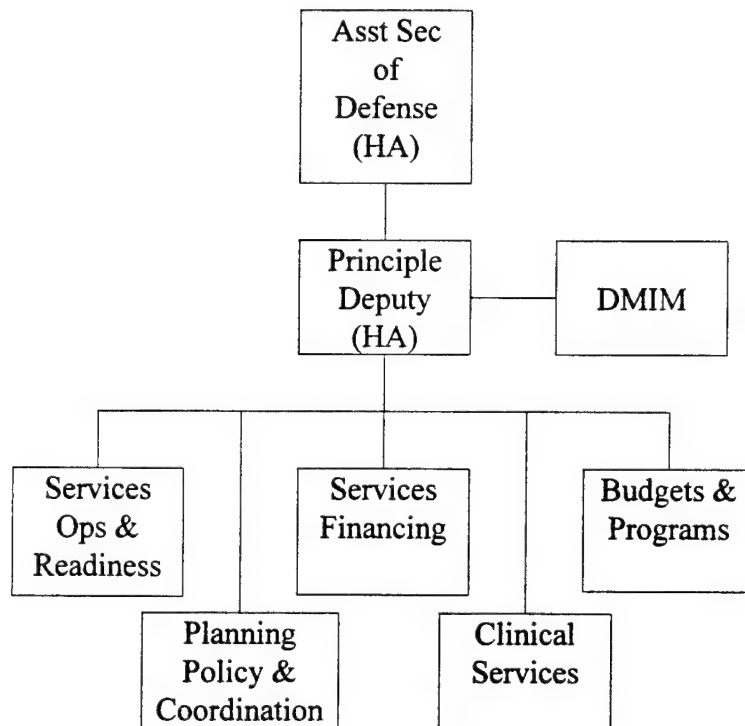 Asst Sec
of
Defense
(HA)
Principle
Deputy
(HA)
DMIM
Services
Ops &
Readiness
Services
Financing
Budgets &
Programs
Planning
Policy &
Coordination
Clinical
Services